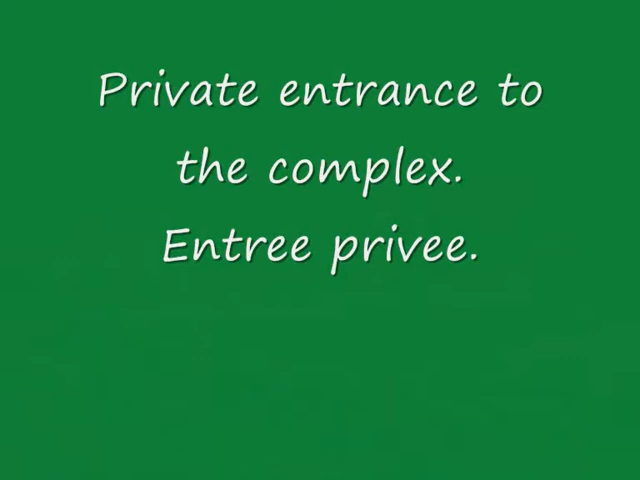 Private entrance to
the complex.
Entree privee.